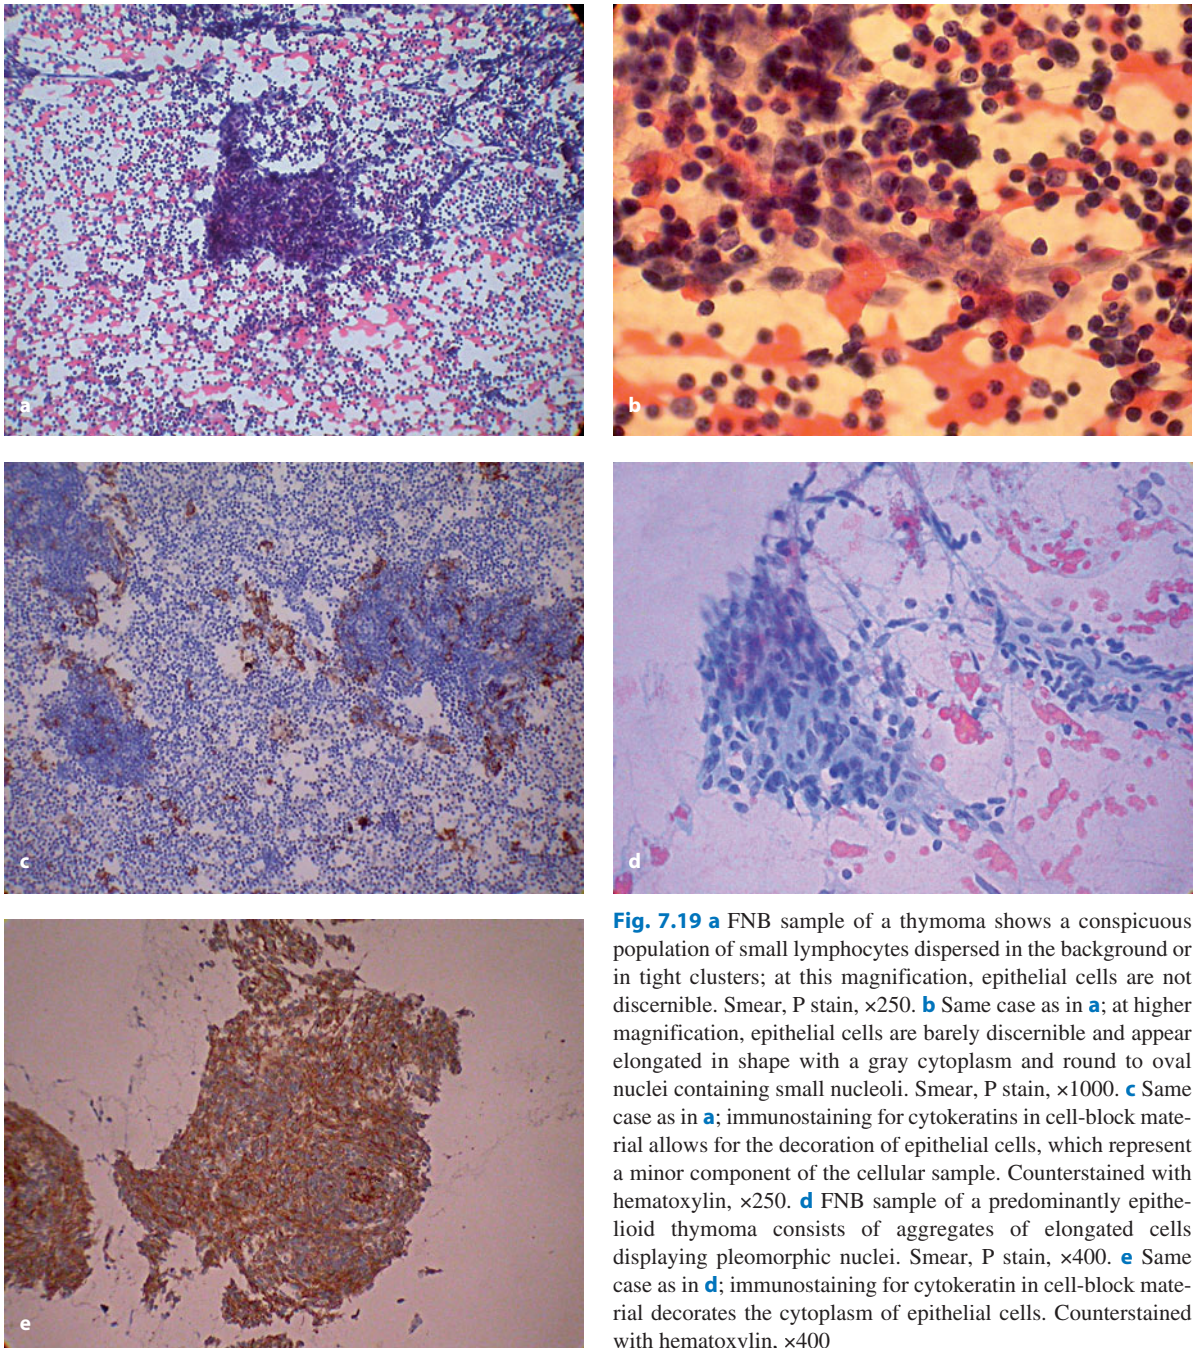 a
b
c
d
e
Fig. 7.19 a FNB sample of a thymoma shows a conspicuous
population of small lymphocytes dispersed in the background or
in tight clusters; at this magnification, epithelial cells are not
discernible. Smear, P stain, ×250. b Same case as in a; at higher
magnification, epithelial cells are barely discernible and appear
elongated in shape with a gray cytoplasm and round to oval
nuclei containing small nucleoli. Smear, P stain, ×1000. c Same
case as in a; immunostaining for cytokeratins in cell-block mate-
rial allows for the decoration of epithelial cells, which represent
a minor component of the cellular sample. Counterstained with
hematoxylin, ×250. d FNB sample of a predominantly epithe-
lioid thymoma consists of aggregates of elongated cells
displaying pleomorphic nuclei. Smear, P stain, ×400. e Same
case as in d; immunostaining for cytokeratin in cell-block mate-
rial decorates the cytoplasm of epithelial cells. Counterstained
with hematoxylin, ×400